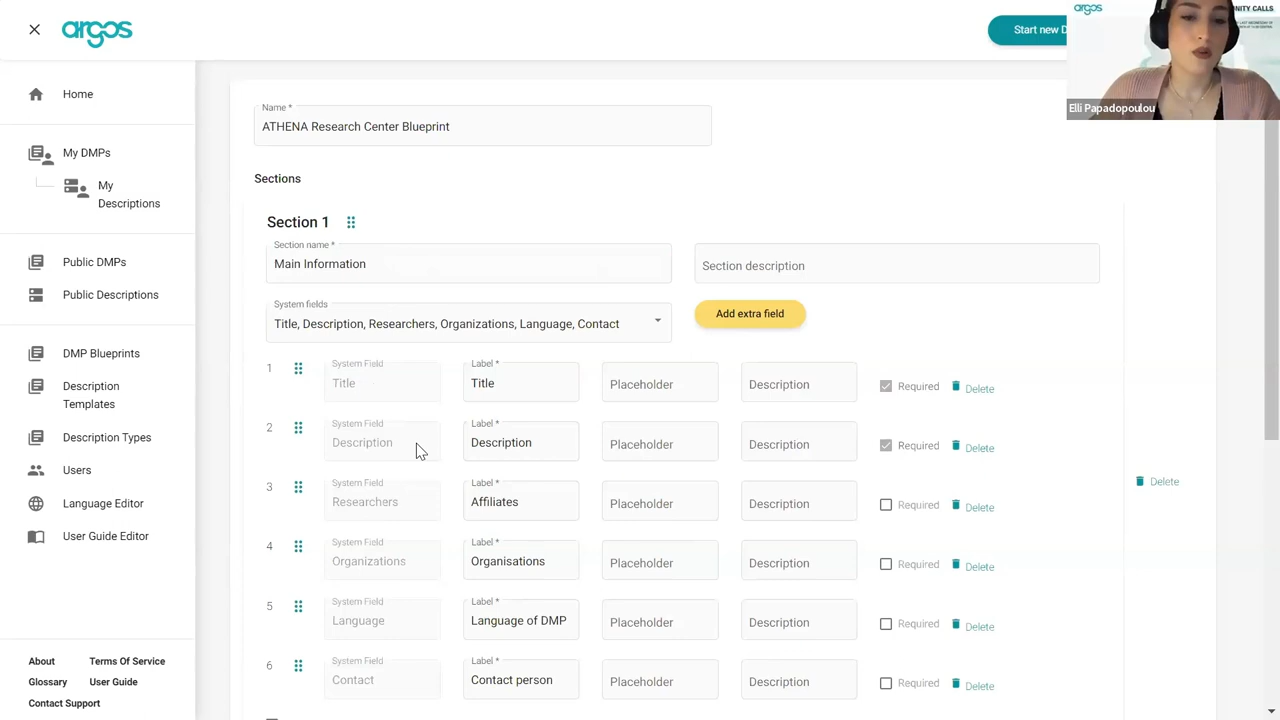 argos
Start new D
argos
NITY CALLS
Elli Papadopoulou
Home
My DMPs
My
Descriptions
Public DMPs
Public Descriptions
DMP Blueprints
Description
Templates
Description Types
Users
Language Editor
User Guide Editor
About
Terms Of Service
Glossary
User Guide
Contact Support
Name *
ATHENA Research Center Blueprint
Sections
Section 1
Section name *
Main Information
Section description
System fields
Title, Description, Researchers, Organizations, Language, Contact
Add extra field
1
System Field
Title
Label *
Title
Placeholder
Description
Required
Delete
2
System Field
Description
Label *
Description
Placeholder
Description
Required
Delete
3
System Field
Researchers
Label *
Affiliates
Placeholder
Description
Required
Delete
Delete
4
System Field
Organizations
Label *
Organisations
Placeholder
Description
Required
Delete
5
System Field
Language
Label *
Language of DMP
Placeholder
Description
Required
Delete
6
System Field
Contact
Label *
Contact person
Placeholder
Description
Required
Delete